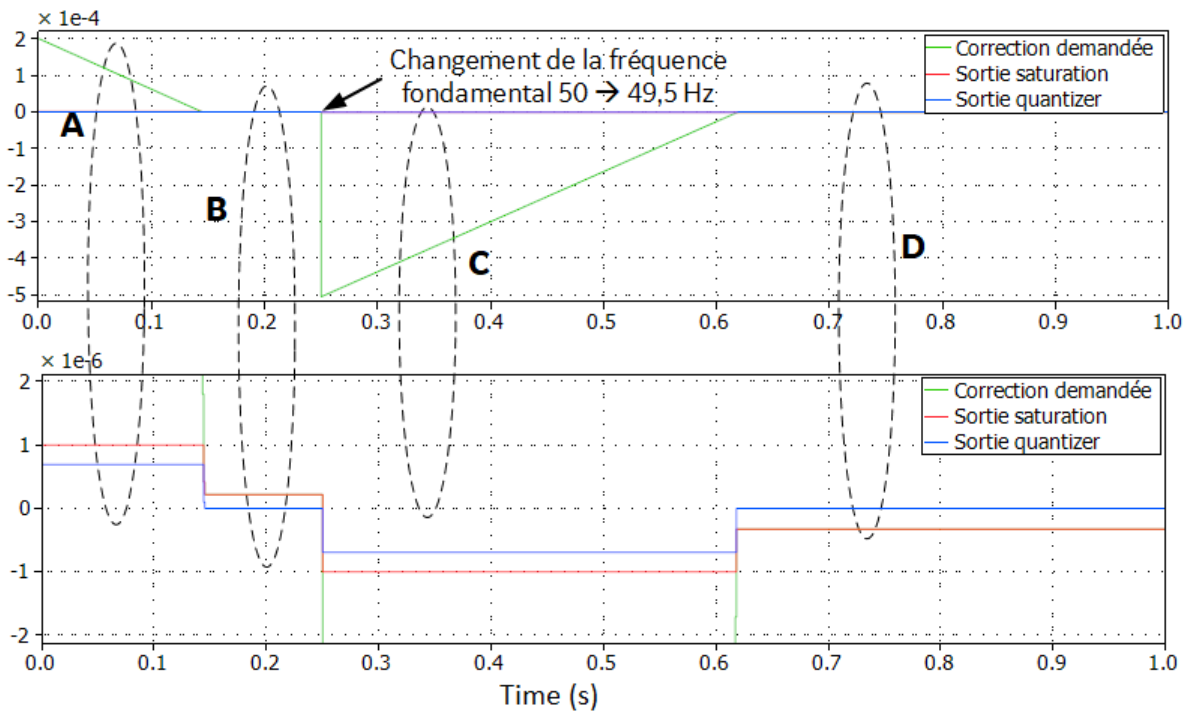 × 1e-4
2
1
0
-1
-2
-3
-4
-5
A
B
C
D
Changement de la fréquence
fondamental 50 → 49,5 Hz
Correction demandée
Sortie saturation
Sortie quantizer
0.0 0.1 0.2 0.3 0.4 0.5 0.6 0.7 0.8 0.9 1.0
× 1e-6
2
1
0
-1
-2
Correction demandée
Sortie saturation
Sortie quantizer
0.0 0.1 0.2 0.3 0.4 0.5 0.6 0.7 0.8 0.9 1.0
Time (s)